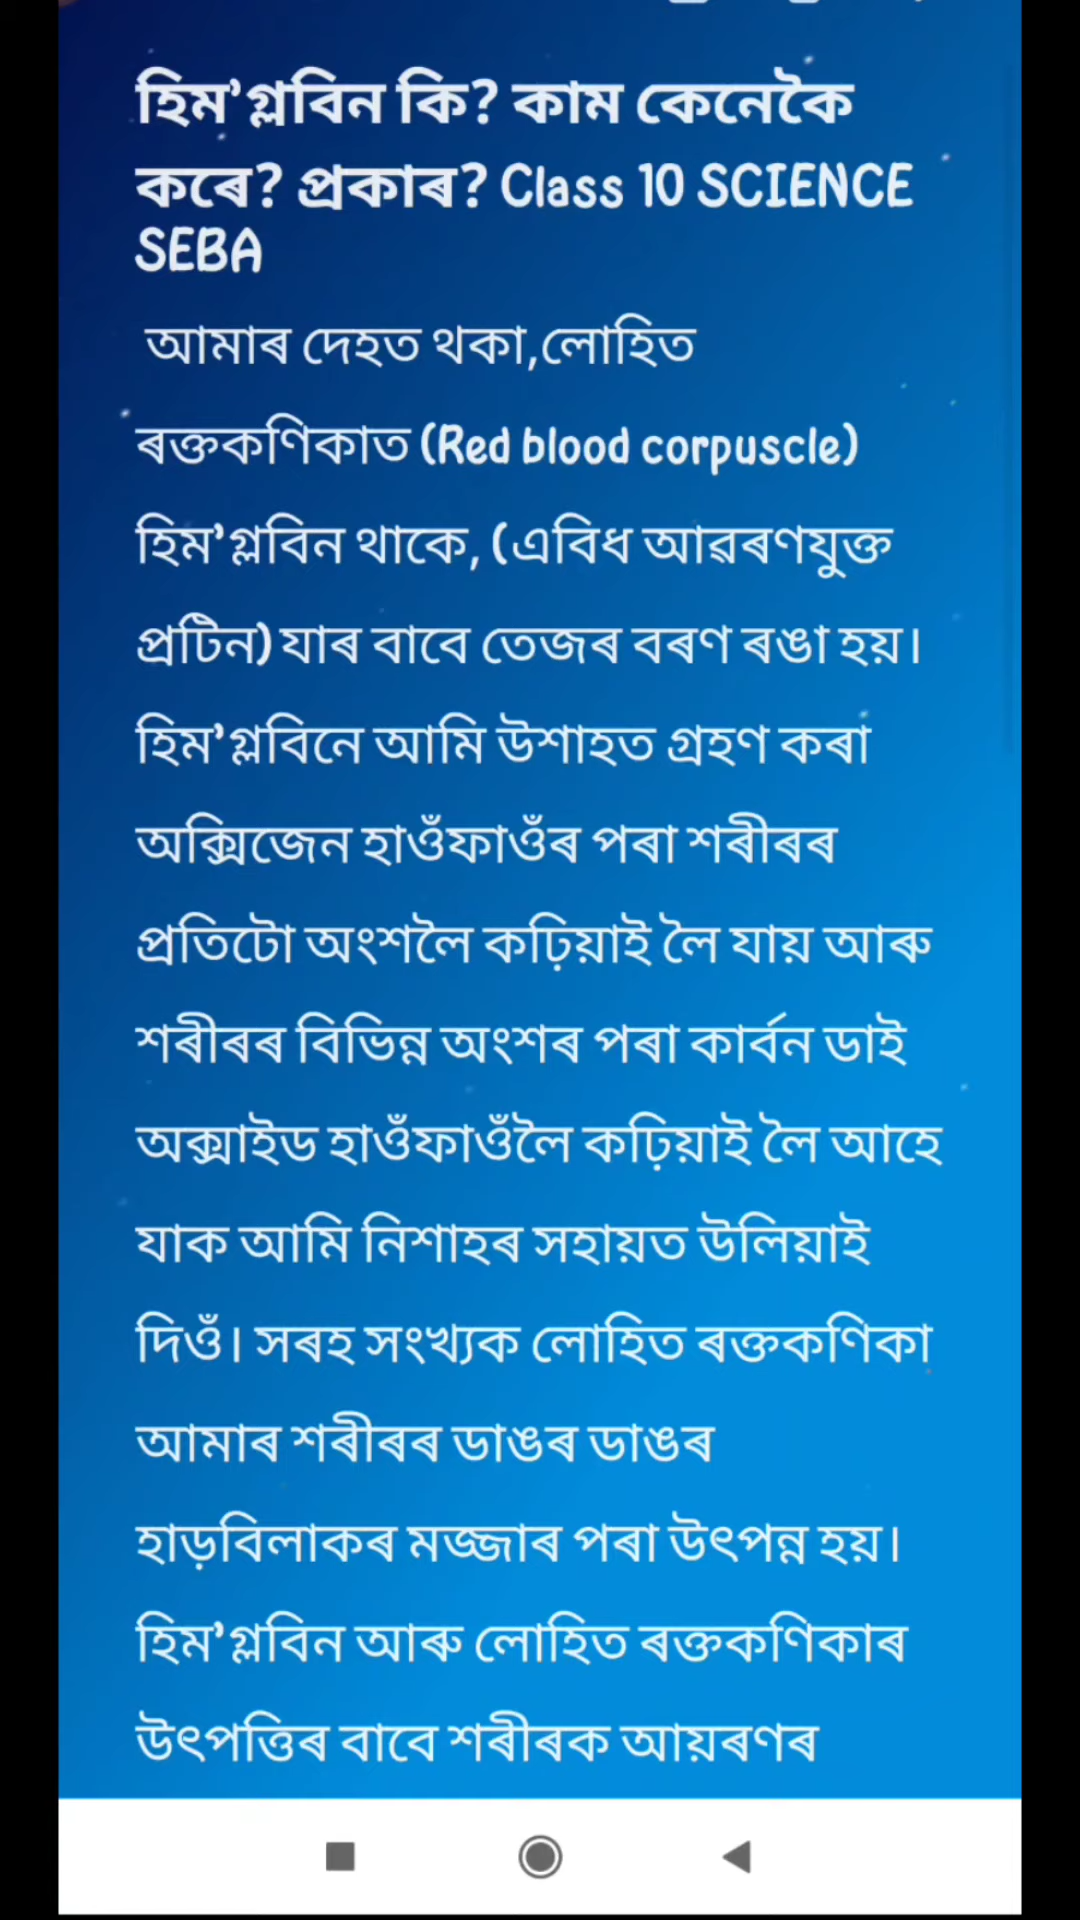 হিম’গ্লবিন কি? কাম কেনেকৈ
কৰে? প্ৰকাৰ? Class 10 SCIENCE
SEBA
আমাৰ দেহত থকা,লোহিত
ৰক্তকণিকাত (Red blood corpuscle)
হিম’গ্লবিন থাকে, (এবিধ আৱৰণযুক্ত
প্ৰটিন) যাৰ বাবে তেজৰ বৰণ ৰঙা হয়।
হিম’গ্লবিনে আমি উশাহত গ্ৰহণ কৰা
অক্সিজেন হাওঁফাওঁৰ পৰা শৰীৰৰ
প্ৰতিটো অংশলৈ কঢ়িয়াই লৈ যায় আৰু
শৰীৰৰ বিভিন্ন অংশৰ পৰা কাৰ্বন ডাই
অক্সাইড হাওঁফাওঁলৈ কঢ়িয়াই লৈ আহে
যাক আমি নিশাহৰ সহায়ত উলিয়াই
দিওঁ। সৰহ সংখ্যক লোহিত ৰক্তকণিকা
আমাৰ শৰীৰৰ ডাঙৰ ডাঙৰ
হাড়বিলাকৰ মজ্জাৰ পৰা উৎপন্ন হয়।
হিম’গ্লবিন আৰু লোহিত ৰক্তকণিকাৰ
উৎপত্তিৰ বাবে শৰীৰক আয়ৰণৰ